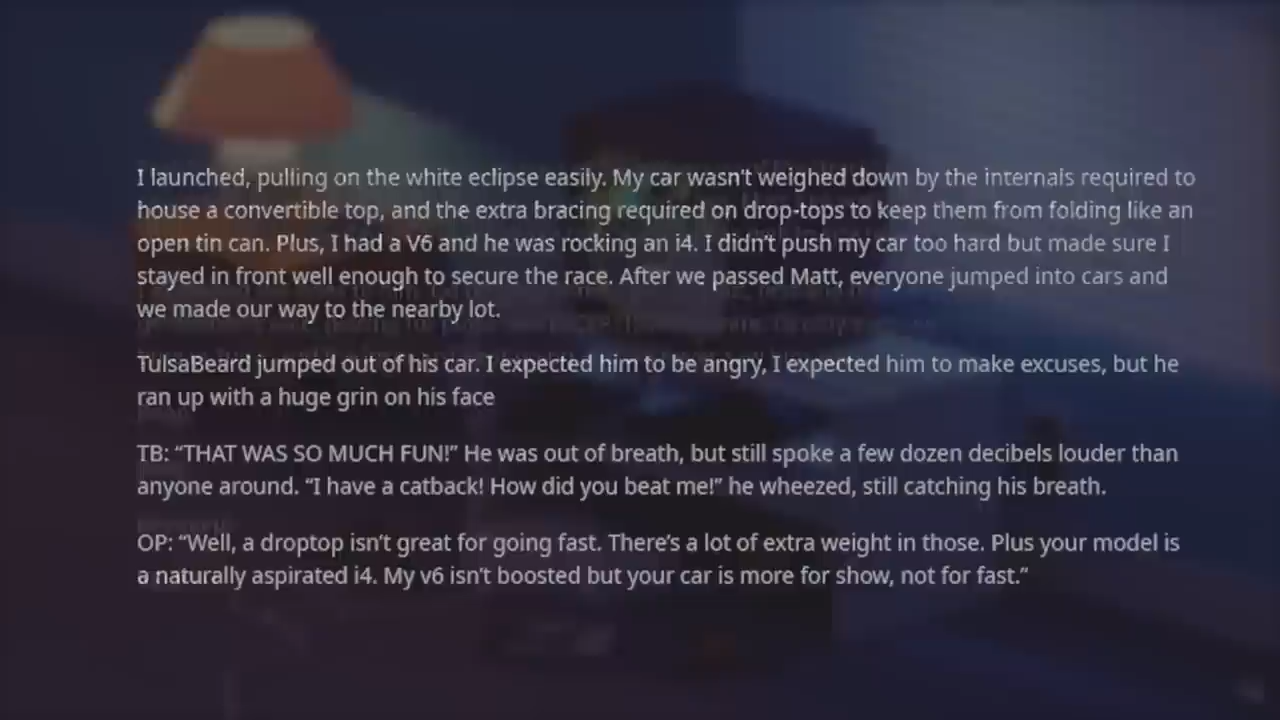 I launched, pulling on the white eclipse easily. My car wasn't weighed down by the internals required to
house a convertible top, and the extra bracing required on drop-tops to keep them from folding like an
open tin can. Plus, I had a V6 and he was rocking an i4. I didn't push my car too hard but made sure I
stayed in front well enough to secure the race. After we passed Matt, everyone jumped into cars and
we made our way to the nearby lot.
TulsaBeard jumped out of his car. I expected him to be angry, I expected him to make excuses, but he
ran up with a huge grin on his face
TB: “THAT WAS SO MUCH FUN!” He was out of breath, but still spoke a few dozen decibels louder than
anyone around. “I have a catback! How did you beat me!” he wheezed, still catching his breath.
OP: “Well, a droptop isn't great for going fast. There's a lot of extra weight in those. Plus your model is
a naturally aspirated i4. My v6 isn't boosted but your car is more for show, not for fast.”